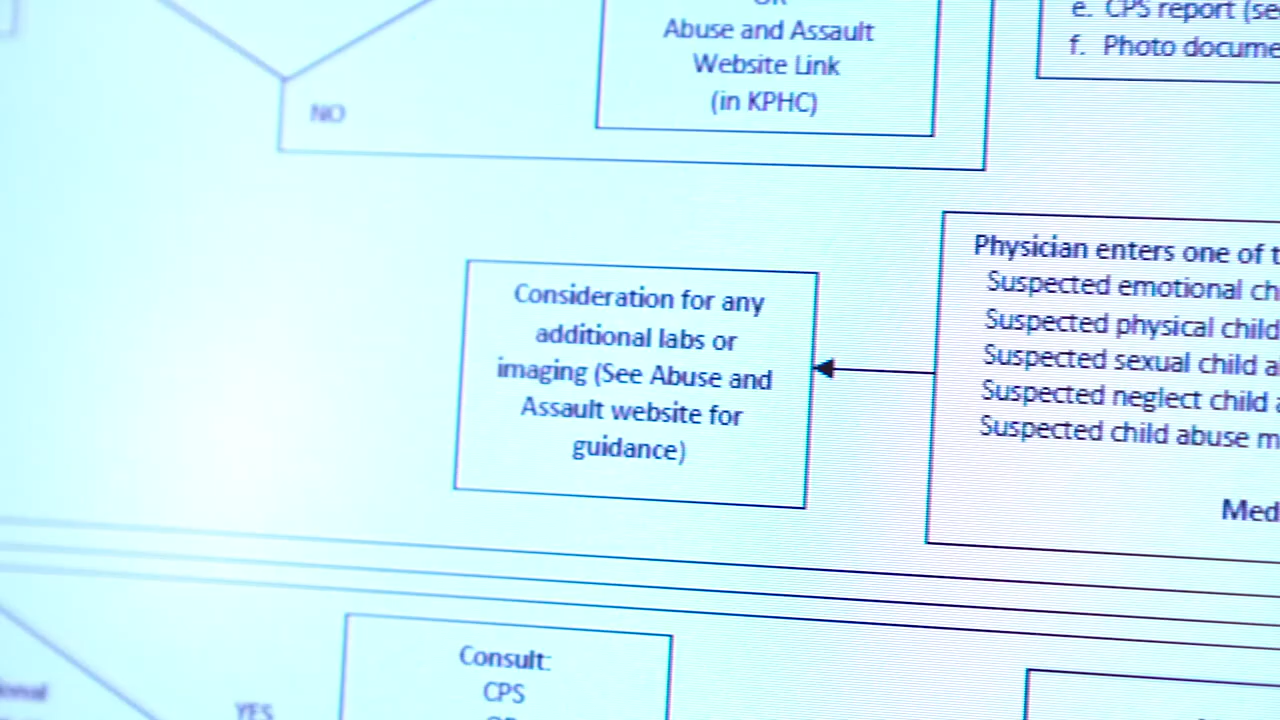 Abuse and Assault
Website Link
(in KPHC)
e. CPS report (se
f. Photo docume
NO
Physician enters one of t
Suspected emotional ch
Suspected physical child
Suspected sexual child a
Suspected neglect child a
Suspected child abuse m
Med
Consideration for any
additional labs or
imaging (See Abuse and
Assault website for
guidance)
Consult:
CPS
YES